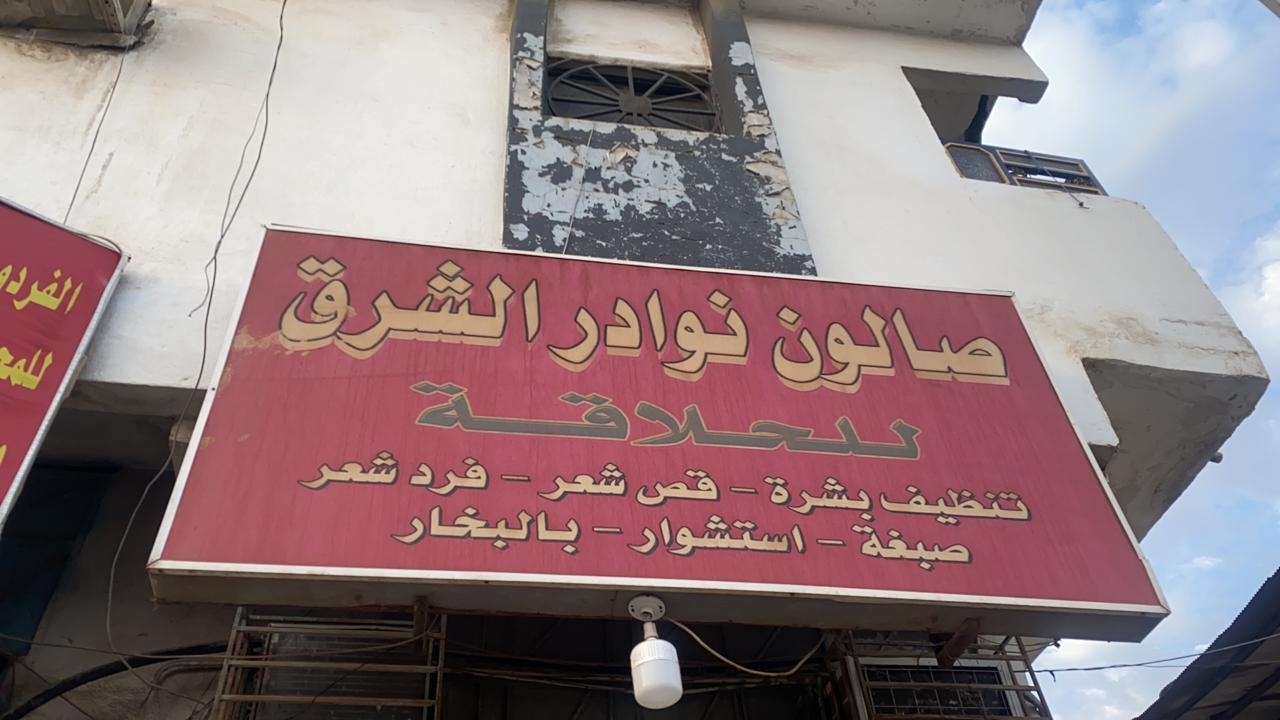 صالون نوادر الشرق
للحلاقة
تنظيف بشرة - قص شعر - فرد شعر
صبغة - استشوار - بالبخار